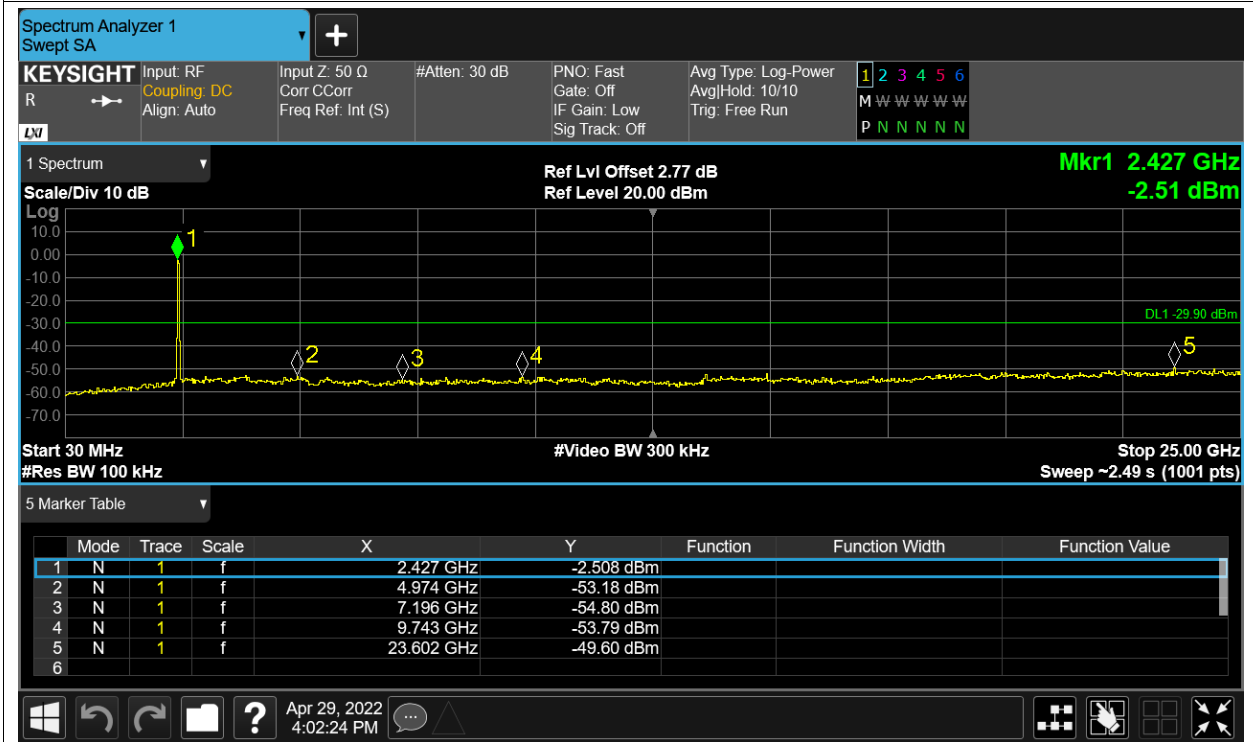 Spectrum Analyzer 1
Swept SA
+
KEYSIGHT Input: RF Input Z: 50 Ω #Atten: 30 dB PNO: Fast Avg Type: Log-Power 1 2 3 4 5 6
R Coupling: DC Corr CCorr Gate: Off Avg|Hold: 10/10 M W W W W W
Align: Auto Freq Ref: Int (S) IF Gain: Low Trig: Free Run
LXI Sig Track: Off P N N N N N
1 Spectrum Ref Lvl Offset 2.77 dB Mkr1 2.427 GHz
Scale/Div 10 dB Ref Level 20.00 dBm -2.51 dBm
Log
10.0 1
0.00
-10.0
-20.0
-30.0 DL1 -29.90 dBm
-40.0 2 3 4 5
-50.0
-60.0
-70.0
Start 30 MHz #Video BW 300 kHz Stop 25.00 GHz
#Res BW 100 kHz Sweep ~2.49 s (1001 pts)
5 Marker Table
Mode Trace Scale X Y Function Function Width Function Value
1 N 1 f 2.427 GHz -2.508 dBm
2 N 1 f 4.974 GHz -53.18 dBm
3 N 1 f 7.196 GHz -54.80 dBm
4 N 1 f 9.743 GHz -53.79 dBm
5 N 1 f 23.602 GHz -49.60 dBm
6
? Apr 29, 2022
4:02:24 PM